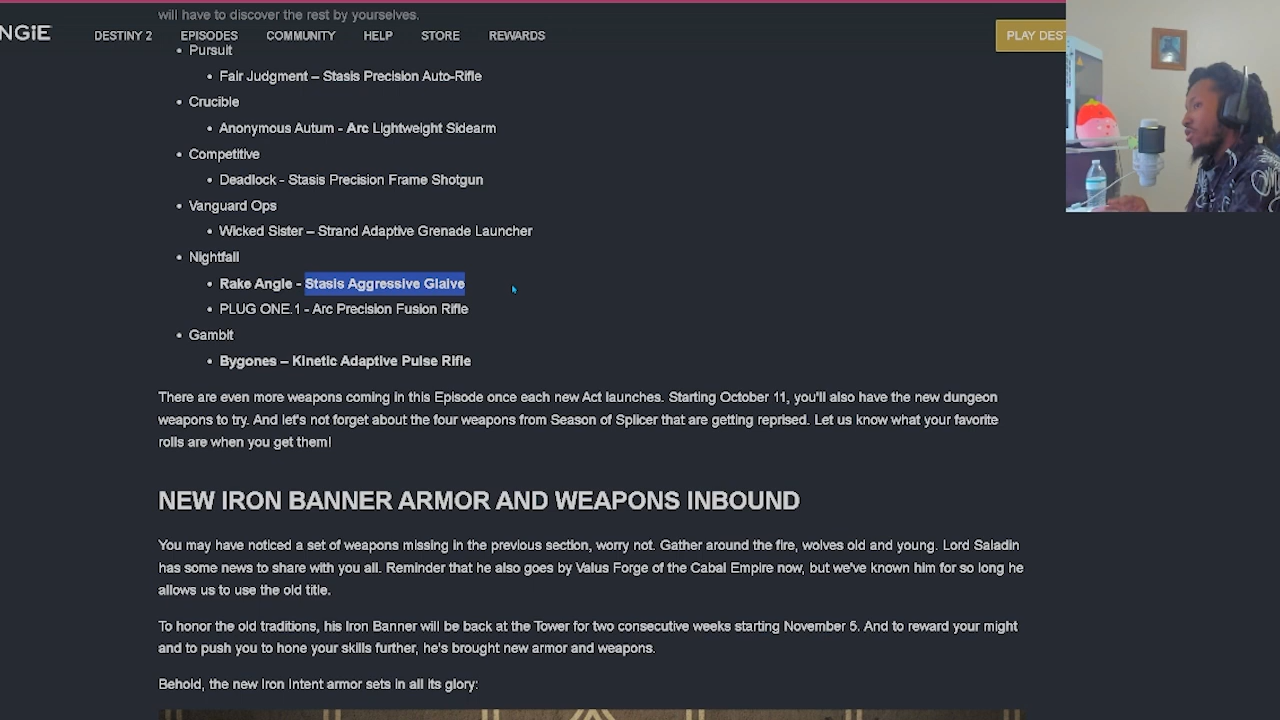 will have to discover the rest by yourselves.
NGiE DESTINY 2 EPISODES COMMUNITY HELP STORE REWARDS PLAY DEST
• Pursuit
• Fair Judgment – Stasis Precision Auto-Rifle
• Crucible
• Anonymous Autum - Arc Lightweight Sidearm
• Competitive
• Deadlock - Stasis Precision Frame Shotgun
• Vanguard Ops
• Wicked Sister – Strand Adaptive Grenade Launcher
• Nightfall
• Rake Angle - Stasis Aggressive Glaive
• PLUG ONE.1 - Arc Precision Fusion Rifle
• Gambit
• Bygones – Kinetic Adaptive Pulse Rifle
There are even more weapons coming in this Episode once each new Act launches. Starting October 11, you'll also have the new dungeon
weapons to try. And let's not forget about the four weapons from Season of Splicer that are getting reprised. Let us know what your favorite
rolls are when you get them!
NEW IRON BANNER ARMOR AND WEAPONS INBOUND
You may have noticed a set of weapons missing in the previous section, worry not. Gather around the fire, wolves old and young. Lord Saladin
has some news to share with you all. Reminder that he also goes by Valus Forge of the Cabal Empire now, but we've known him for so long he
allows us to use the old title.
To honor the old traditions, his Iron Banner will be back at the Tower for two consecutive weeks starting November 5. And to reward your might
and to push you to hone your skills further, he's brought new armor and weapons.
Behold, the new Iron Intent armor sets in all its glory: